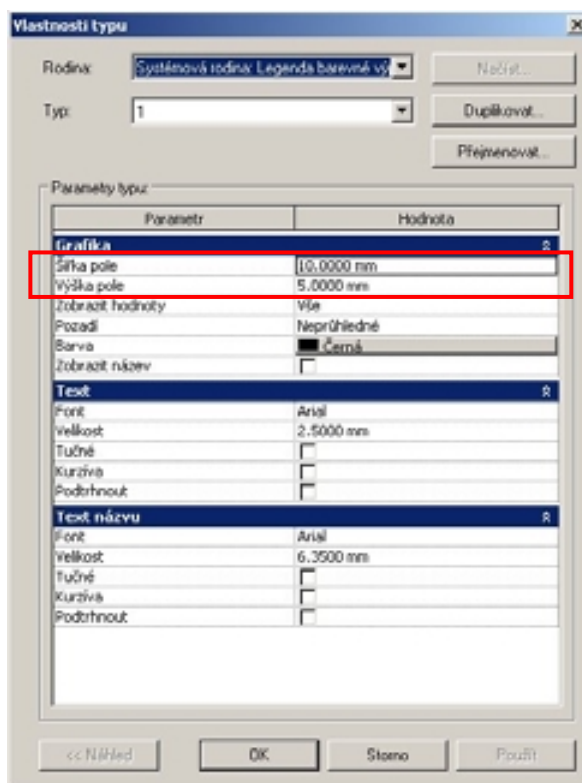 Vlastnosti typu
Rodina: Systémová rodina: Legenda barevné vý
Načíst...
Typ: 1
Duplikovat...
Přejmenovat...
Parametry typu:
Parametr Hodnota
Grafika
Šířka pole 10.0000 mm
Výška pole 5.0000 mm
Zobrazit hodnoty Vše
Pozadí Neprůhledné
Barva Černá
Zobrazit název
Text
Font Arial
Velikost 2.5000 mm
Tučné
Kurzíva
Podtrhnout
Text názvu
Font Arial
Velikost 6.3500 mm
Tučné
Kurzíva
Podtrhnout
<< Náhled OK Storno Použít